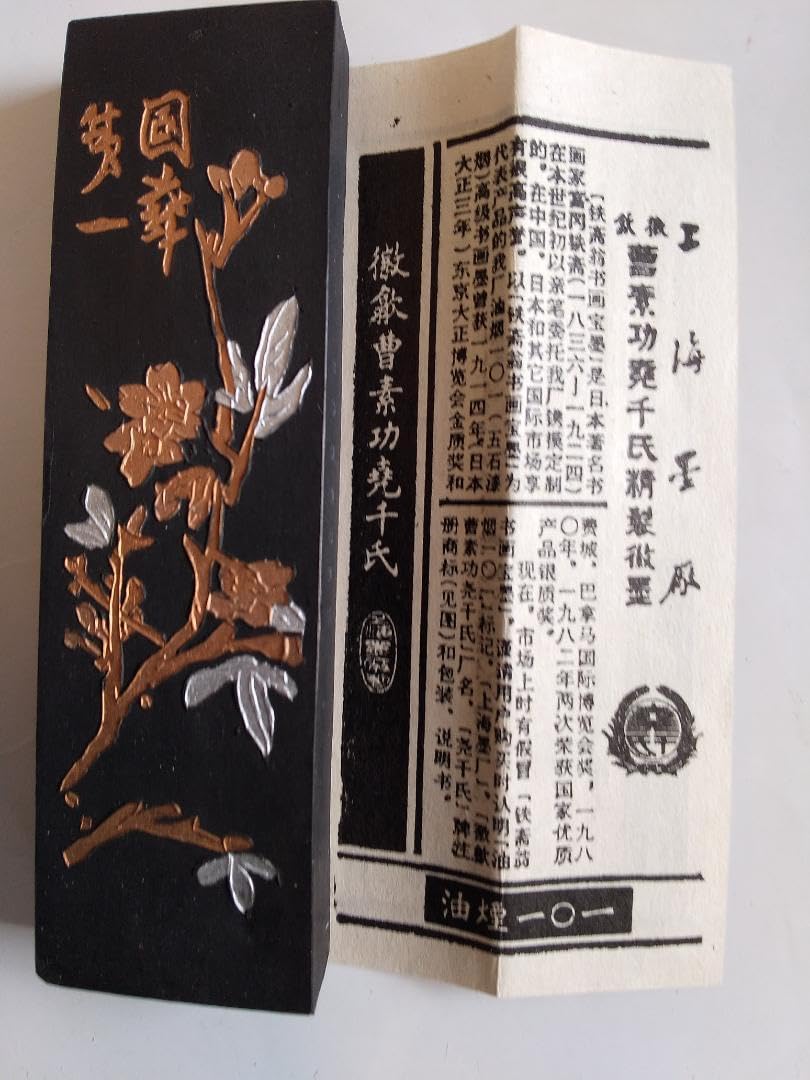 国華
第一
上海墨厰
徽歙
曹素功堯千氏精製徽墨
【铁斋翁书画宝墨】是日本著名书
画家富冈铁斋(一八三六—一九二四)
在本世纪初以亲笔委托我厂镌模定制
的。在中国、日本和其它国际市场享
有很高声誉。以「铁斋翁书画宝墨」为
代表产品的我厂油烟一〇一(五石漆
烟)高级书画墨曾获一九一四年(日本
大正三年)东京大正博览会金质奖和
费城、巴拿马国际博览会奖，一九八
〇年、一九八二年两次荣获国家优质
产品银质奖。
现在，市场上时有假冒「铁斋翁
书画宝墨」，谨请用户购买时认明「油
烟一〇一」标记，「上海墨厂」、「徽歙
曹素功尧千氏」厂名、「尧千氏」牌注
册商标(见图)和包装、说明书。
徽歙曹素功堯千氏
油煙一〇一